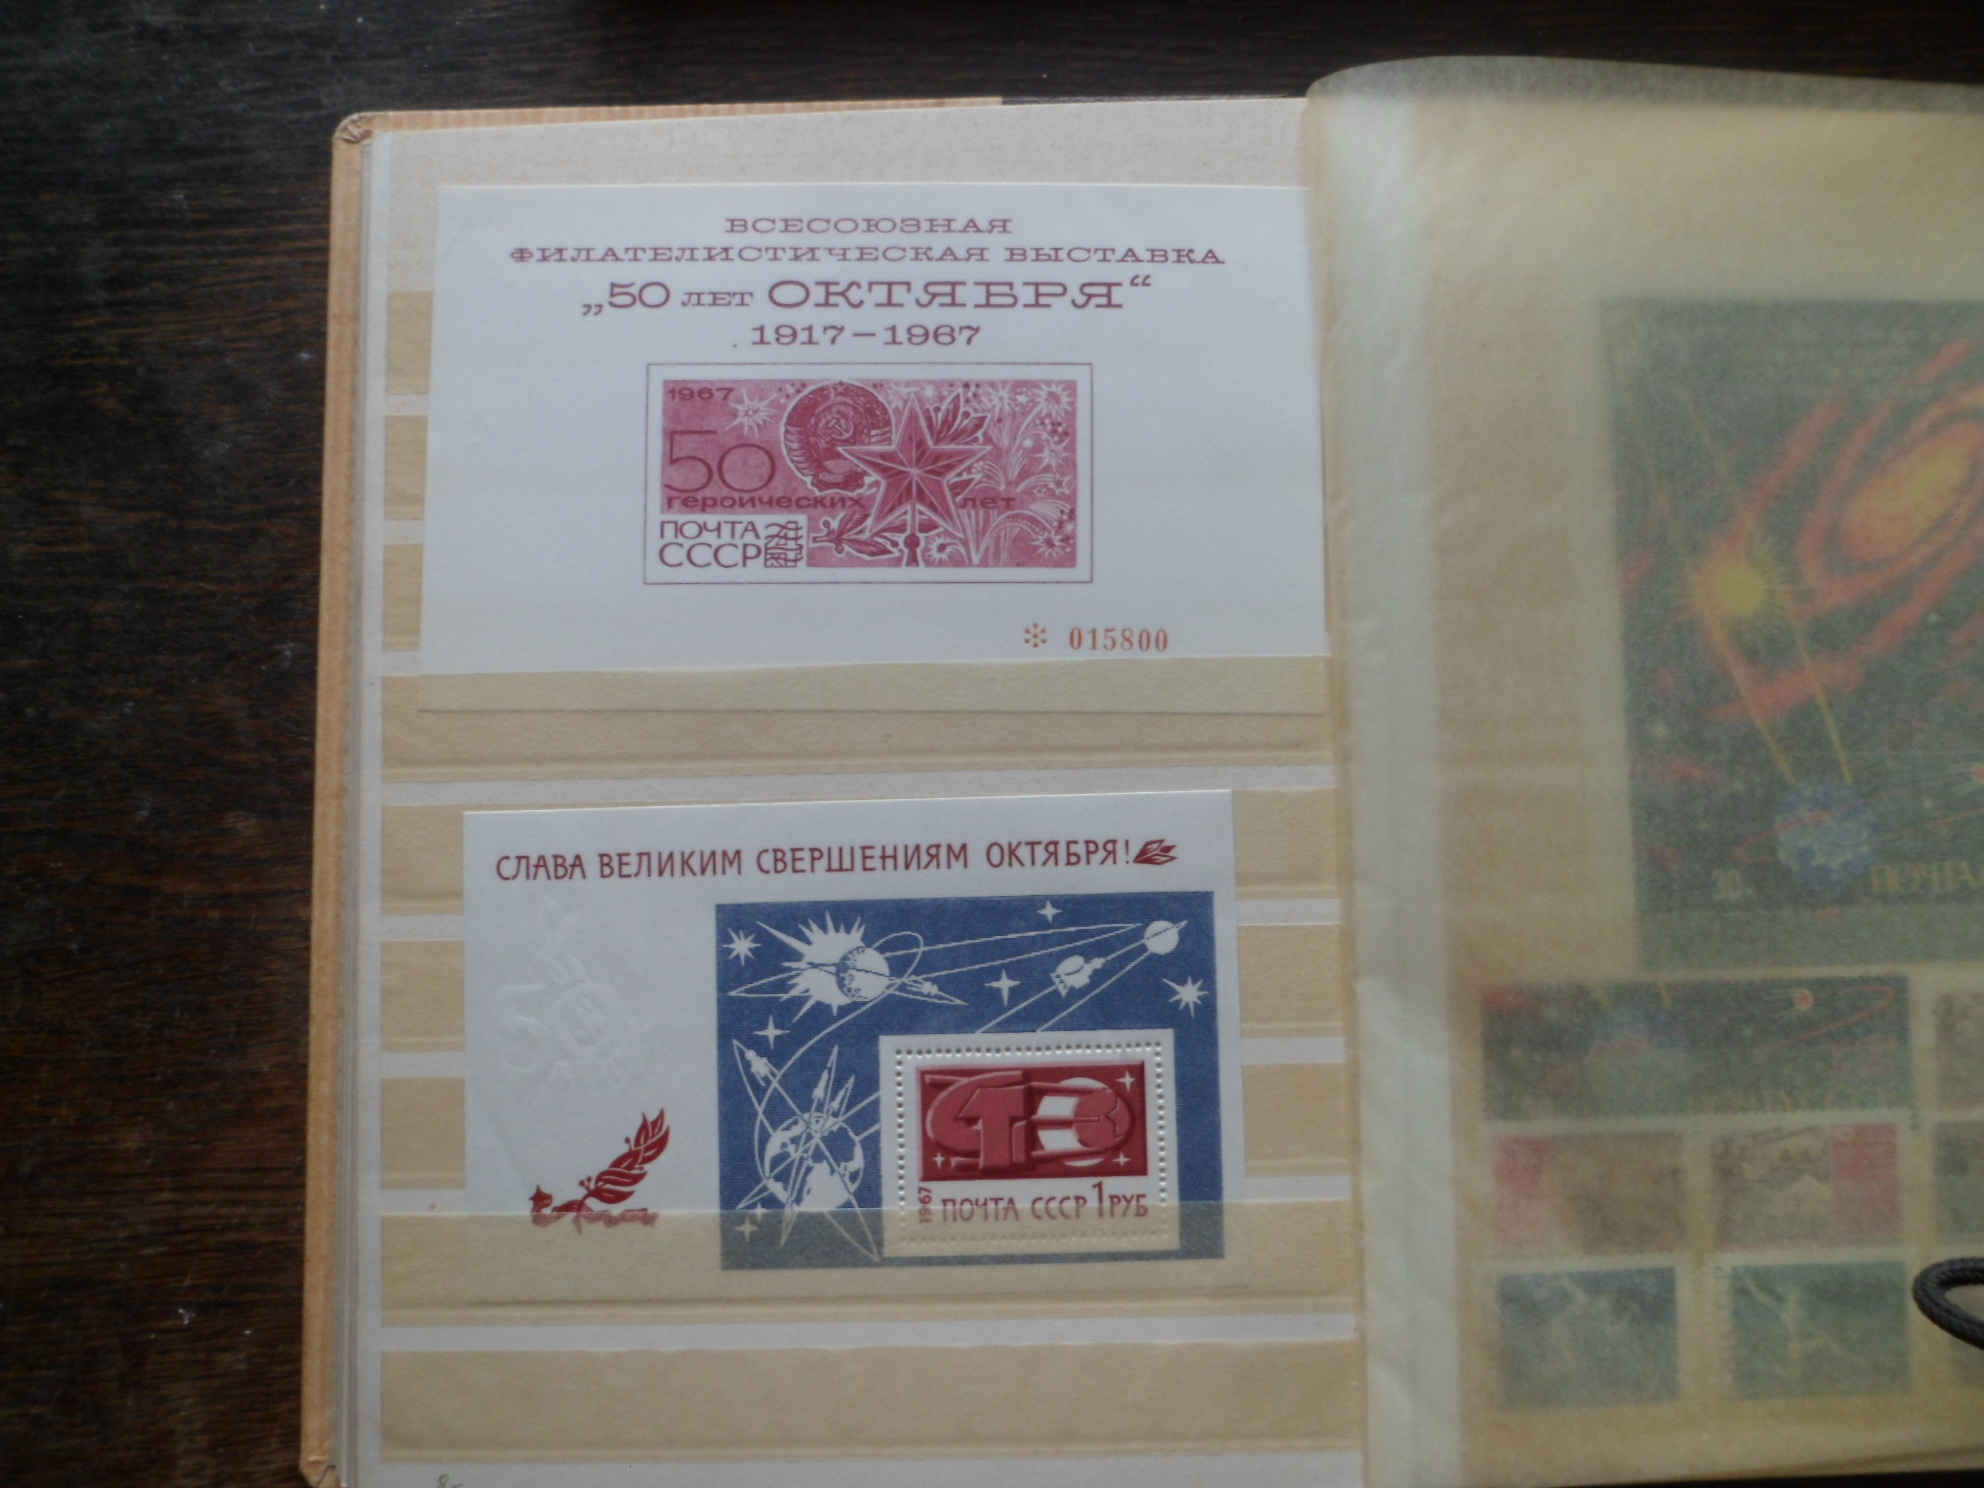 ВСЕСОЮЗНАЯ
ФИЛАТЕЛИСТИЧЕСКАЯ ВЫСТАВКА
„50 ЛЕТ ОКТЯБРЯ“
1917–1967
1967
50
героических лет
ПОЧТА
СССР
* 015800
СЛАВА ВЕЛИКИМ СВЕРШЕНИЯМ ОКТЯБРЯ!
1967
ПОЧТА СССР 1 РУБ
ПОЧТА